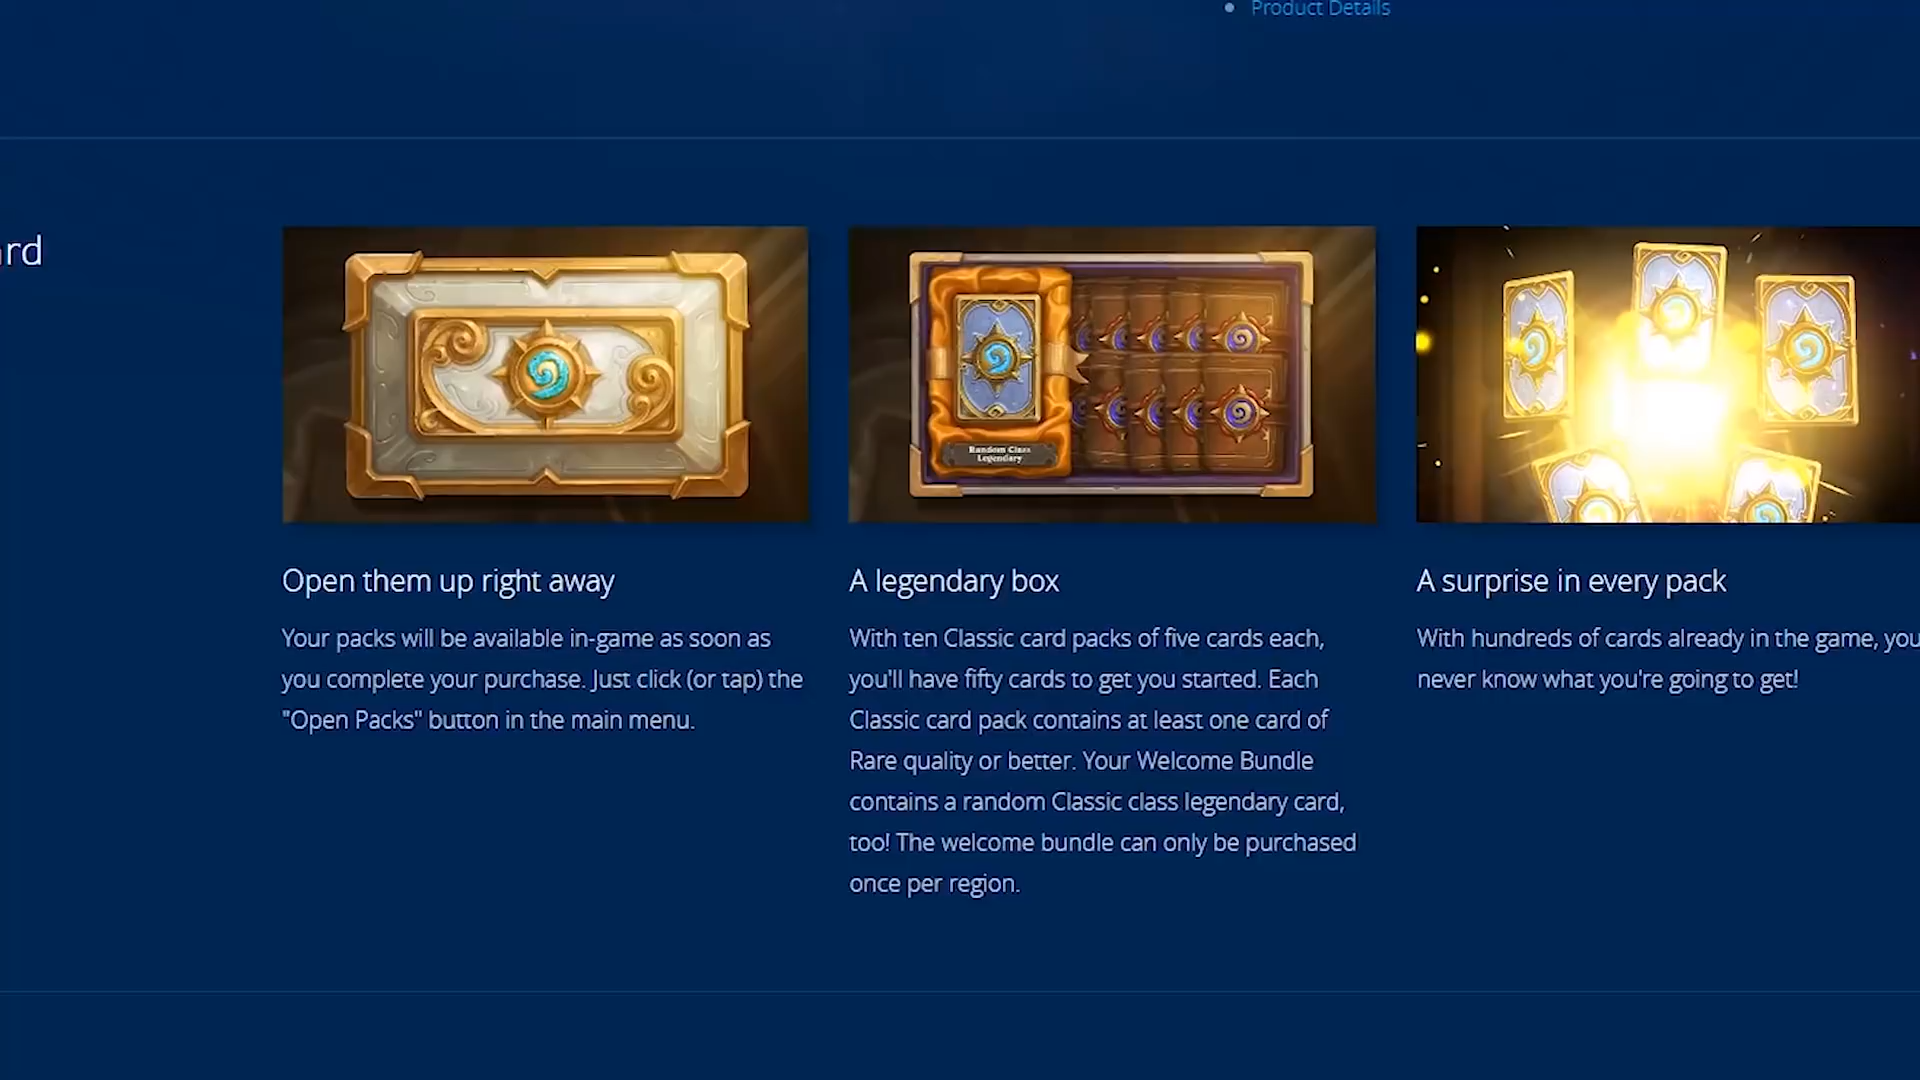 Product Details
rd
Random Class
Legendary
Open them up right away
Your packs will be available in-game as soon as
you complete your purchase. Just click (or tap) the
"Open Packs" button in the main menu.
A legendary box
With ten Classic card packs of five cards each,
you'll have fifty cards to get you started. Each
Classic card pack contains at least one card of
Rare quality or better. Your Welcome Bundle
contains a random Classic class legendary card,
too! The welcome bundle can only be purchased
once per region.
A surprise in every pack
With hundreds of cards already in the game, you
never know what you're going to get!